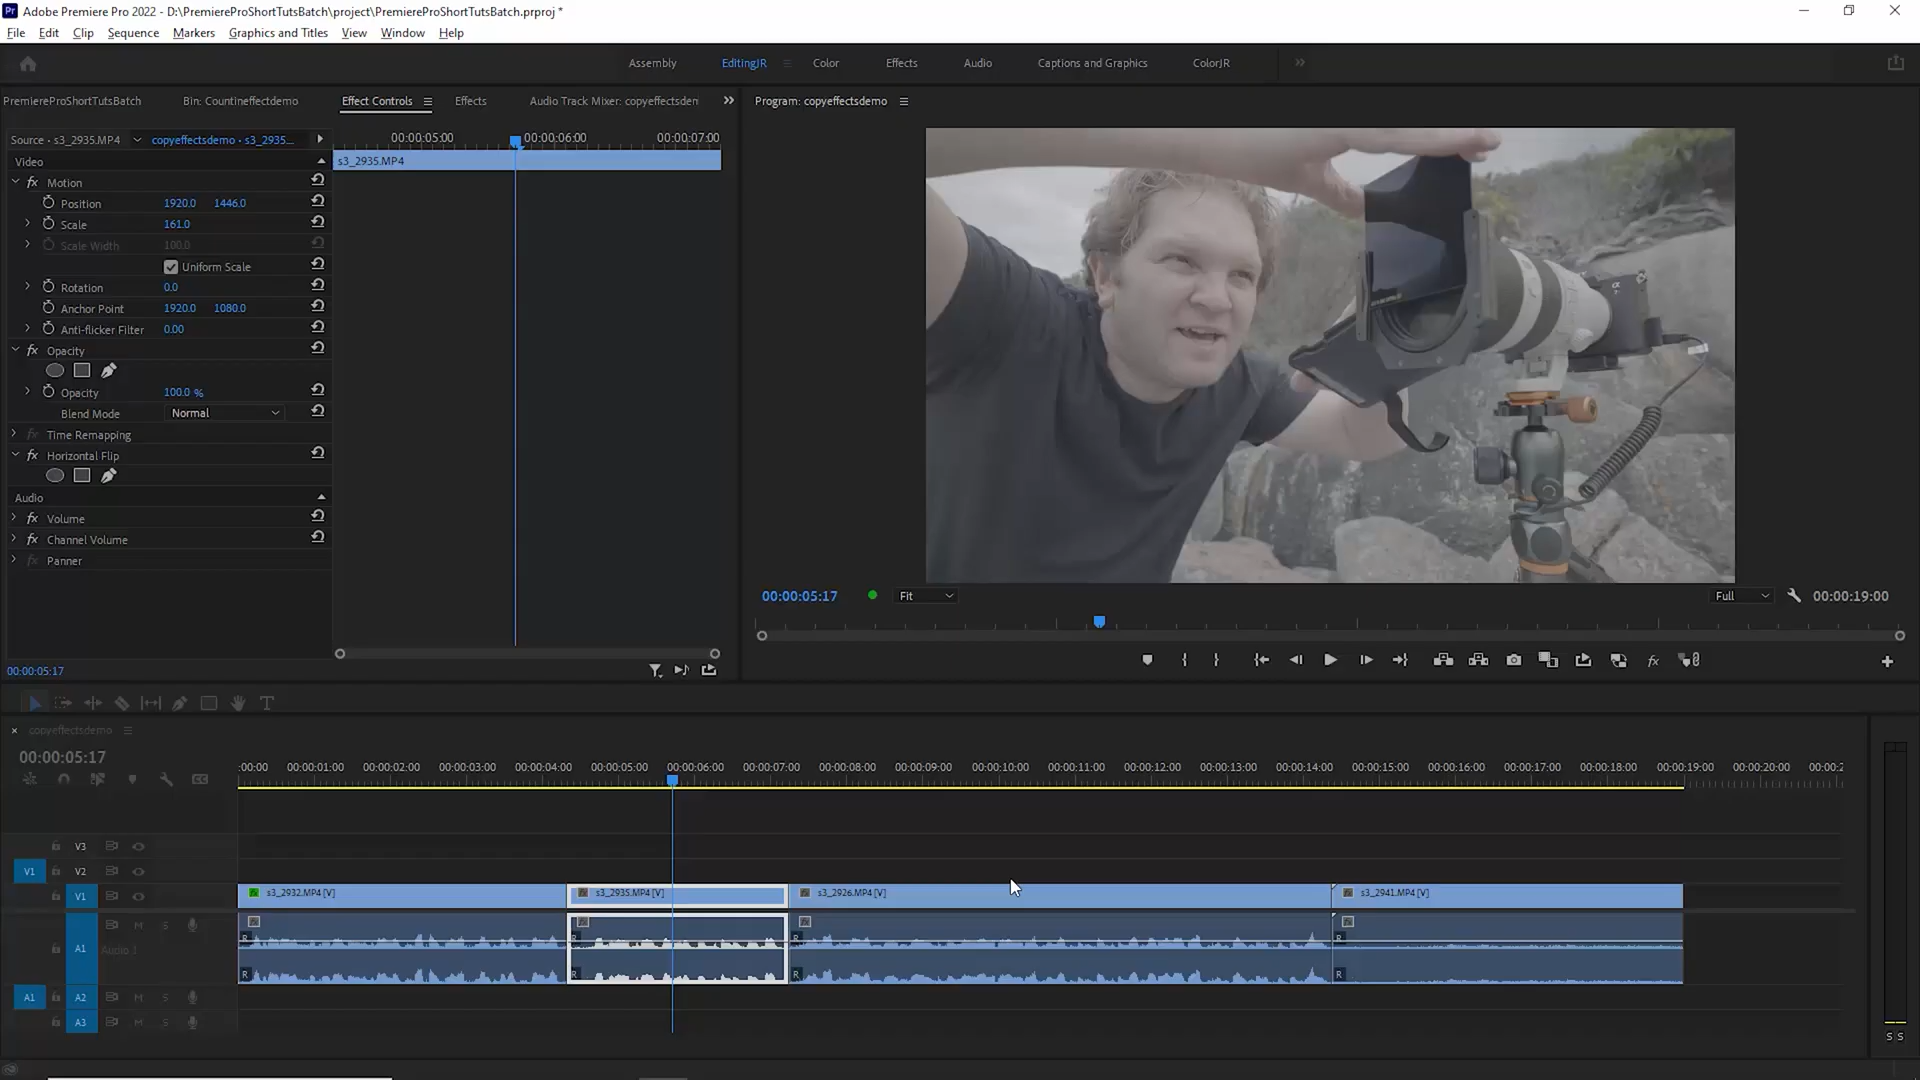 Adobe Premiere Pro 2022 - D:\PremiereProShortTutsBatch\project\PremiereProShortTutsBatch.prproj *
File Edit Clip Sequence Markers Graphics and Titles View Window Help
Assembly EditingJR Color Effects Audio Captions and Graphics ColorJR
PremiereProShortTutsBatch Bin: Countineffectdemo Effect Controls Effects Audio Track Mixer: copyeffectsden
Program: copyeffectsdemo
Source - s3_2935.MP4 copyeffectsdemo - s3_2935...
00:00:05:00 00:00:06:00 00:00:07:00
Video
s3_2935.MP4
fx Motion
Position 1920.0 1446.0
Scale 161.0
Scale Width 100.0
Uniform Scale
Rotation 0.0
Anchor Point 1920.0 1080.0
Anti-flicker Filter 0.00
fx Opacity
Opacity 100.0 %
Blend Mode Normal
fx Time Remapping
fx Horizontal Flip
Audio
fx Volume
fx Channel Volume
fx Panner
00:00:05:17
00:00:05:17 Fit Full 00:00:19:00
copyeffectsdemo
00:00:05:17
:00:00 00:00:01:00 00:00:02:00 00:00:03:00 00:00:04:00 00:00:05:00 00:00:06:00 00:00:07:00 00:00:08:00 00:00:09:00 00:00:10:00 00:00:11:00 00:00:12:00 00:00:13:00 00:00:14:00 00:00:15:00 00:00:16:00 00:00:17:00 00:00:18:00 00:00:19:00 00:00:20:00 00:00:2
V3
V1 V2
V1 s3_2932.MP4 [V] s3_2935.MP4 [V] s3_2926.MP4 [V] s3_2941.MP4 [V]
M S
R R R R
A1 Audio 1
R R R R
A1 A2 M S
A3 M S
S S